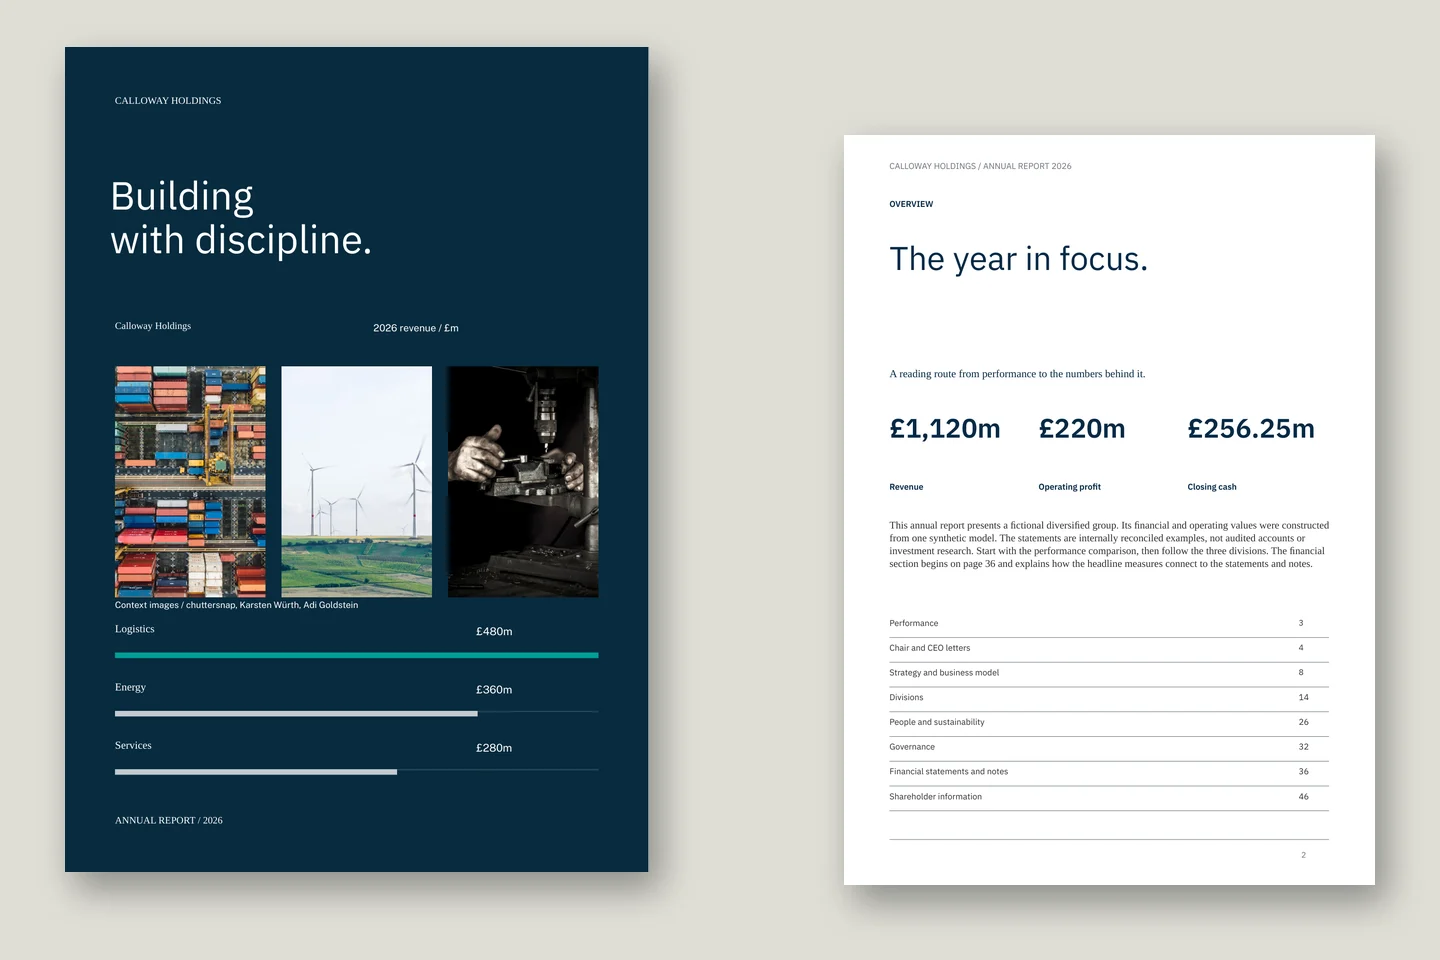 CALLOWAY HOLDINGS
Building
with discipline.
Calloway Holdings
2026 revenue / £m
Context images / chuttersnap, Karsten Würth, Adi Goldstein
Logistics
£480m
Energy
£360m
Services
£280m
ANNUAL REPORT / 2026
CALLOWAY HOLDINGS / ANNUAL REPORT 2026
OVERVIEW
The year in focus.
A reading route from performance to the numbers behind it.
£1,120m
£220m
£256.25m
Revenue
Operating profit
Closing cash
This annual report presents a fictional diversified group. Its financial and operating values were constructed
from one synthetic model. The statements are internally reconciled examples, not audited accounts or
investment research. Start with the performance comparison, then follow the three divisions. The financial
section begins on page 36 and explains how the headline measures connect to the statements and notes.
Performance 3
Chair and CEO letters 4
Strategy and business model 8
Divisions 14
People and sustainability 26
Governance 32
Financial statements and notes 36
Shareholder information 46
2